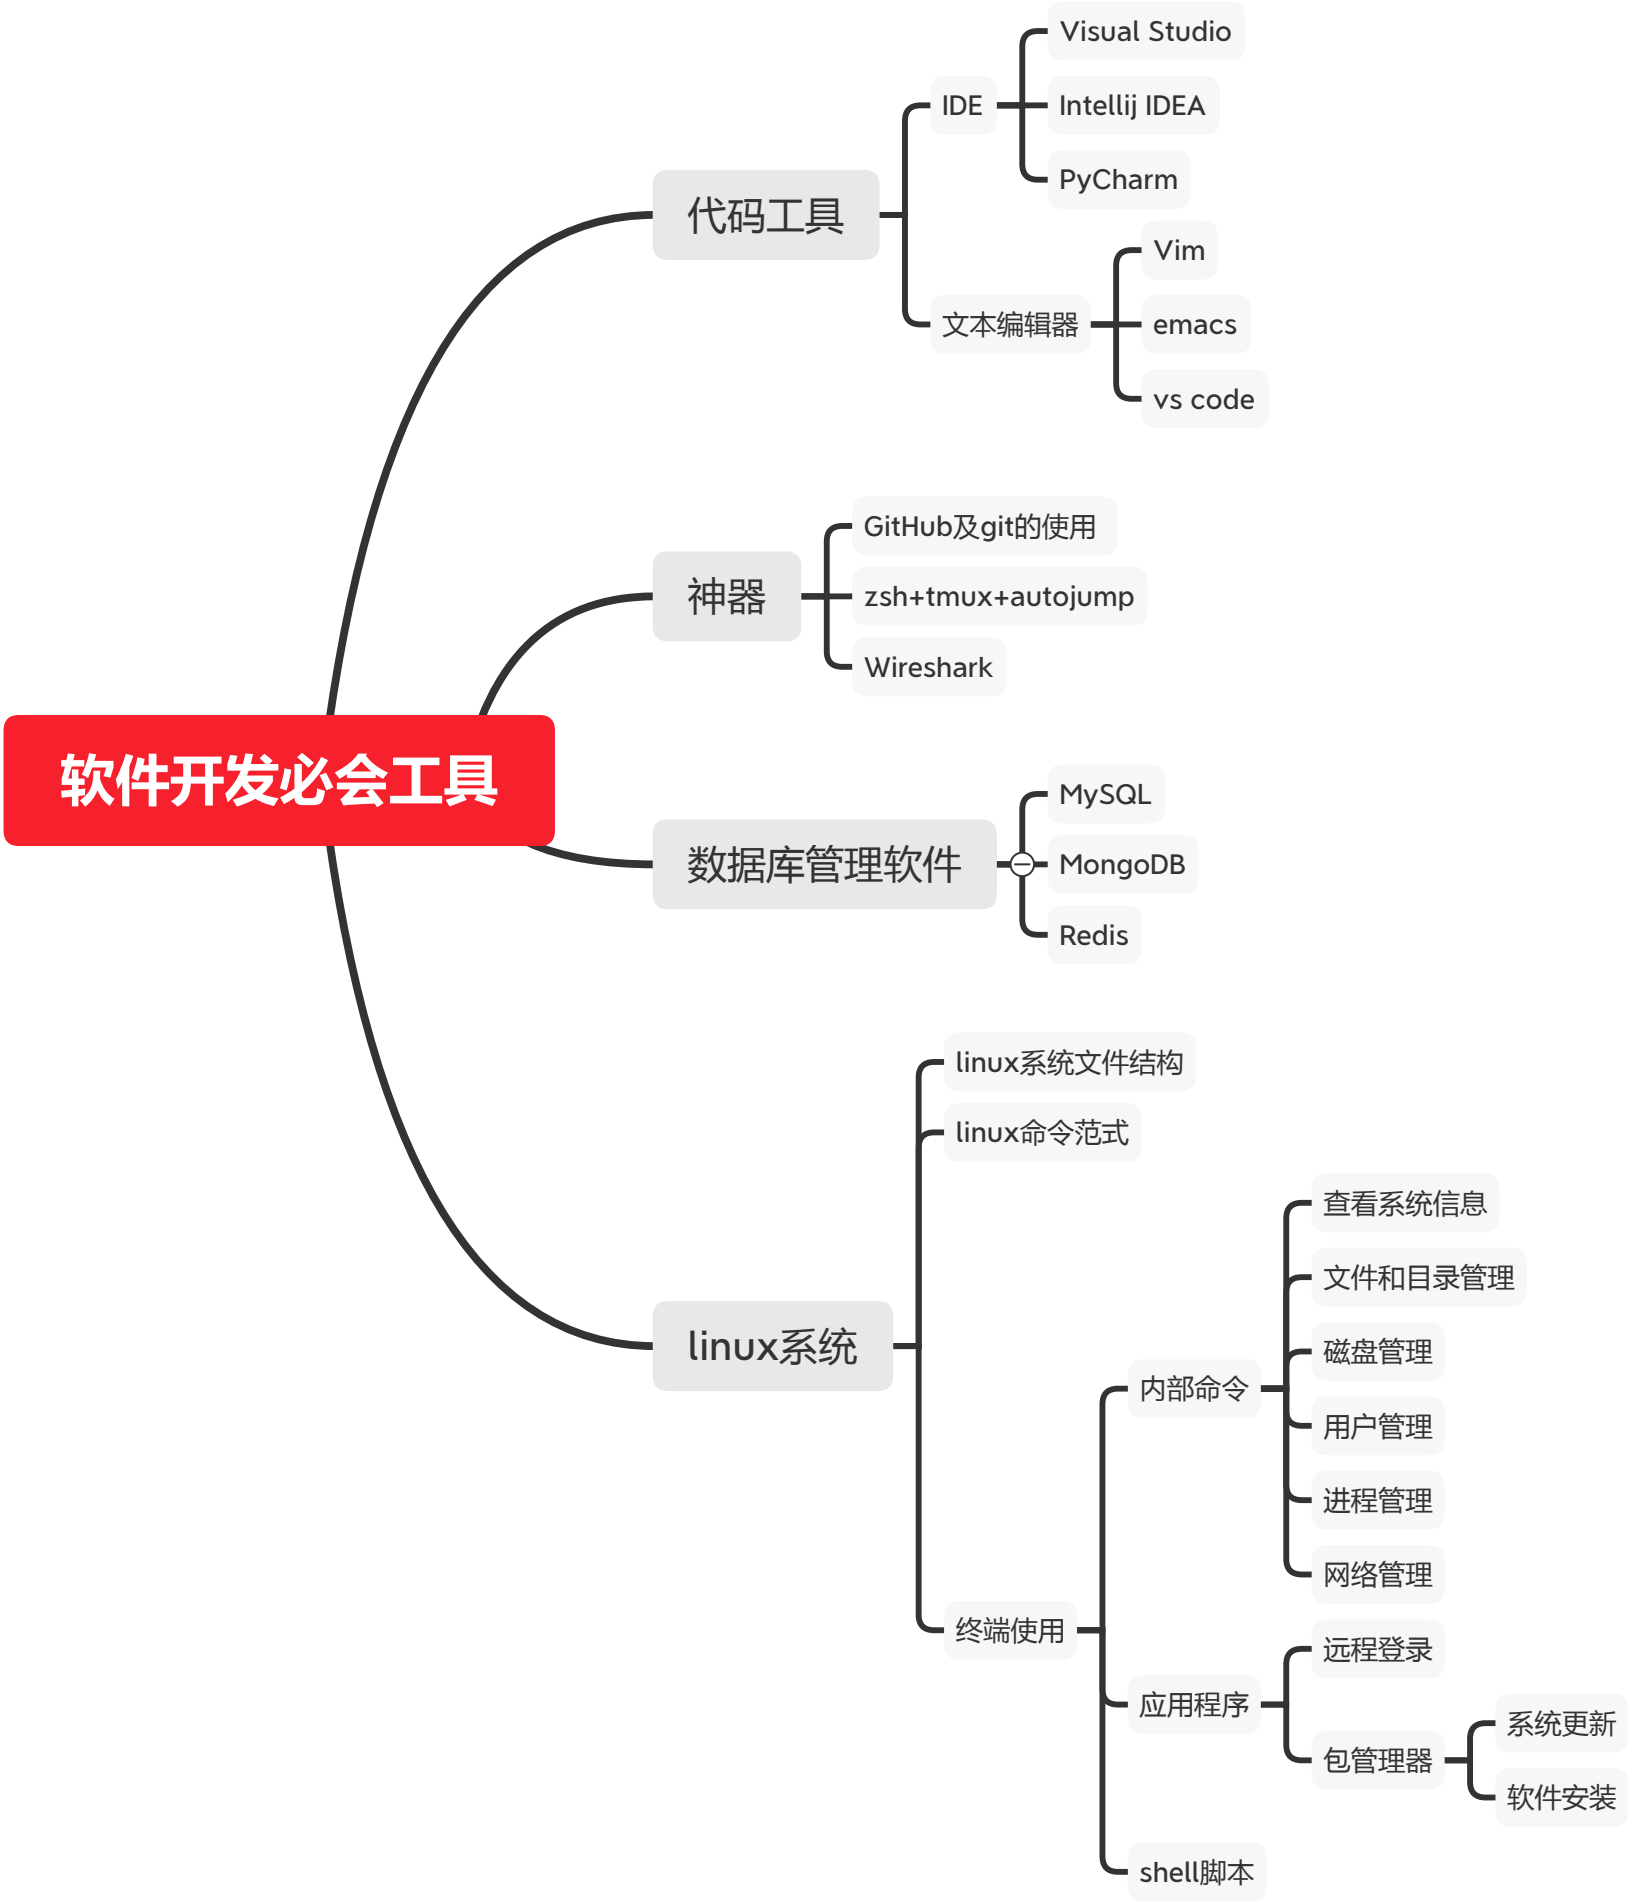 软件开发必会工具
代码工具
IDE
Visual Studio
Intellij IDEA
PyCharm
文本编辑器
Vim
emacs
vs code
神器
GitHub及git的使用
zsh+tmux+autojump
Wireshark
数据库管理软件
MySQL
MongoDB
Redis
linux系统
linux系统文件结构
linux命令范式
终端使用
内部命令
查看系统信息
文件和目录管理
磁盘管理
用户管理
进程管理
网络管理
应用程序
远程登录
包管理器
系统更新
软件安装
shell脚本